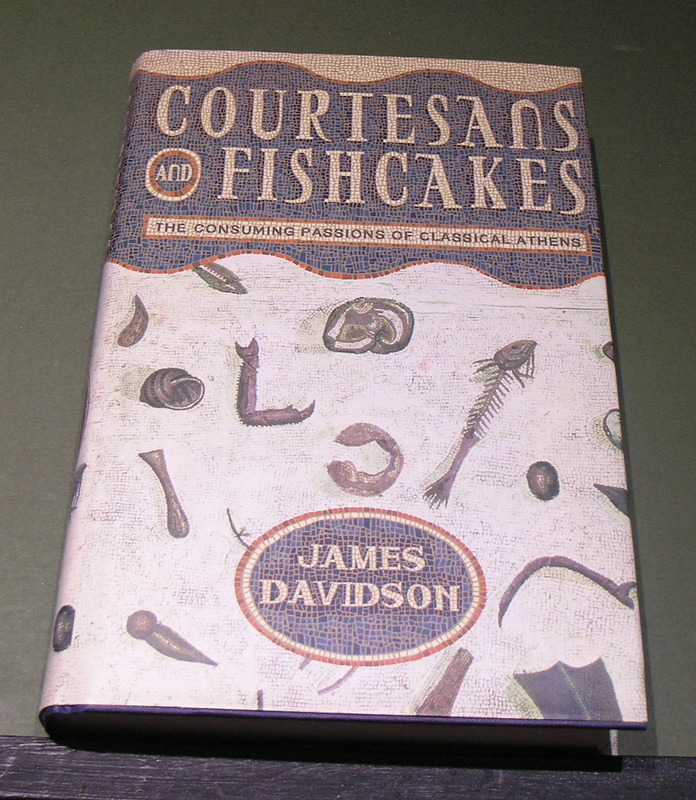 COURTESANS
AND FISHCAKES
THE CONSUMING PASSIONS OF CLASSICAL ATHENS
JAMES
DAVIDSON